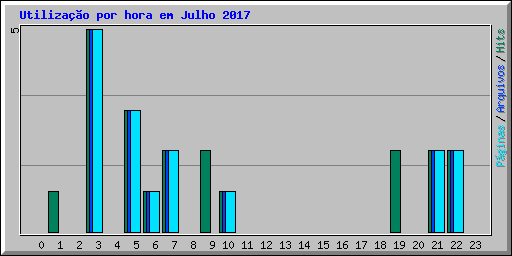 Utilização por hora em Julho 2017
5
Páginas / Arquivos / Hits
0 1 2 3 4 5 6 7 8 9 10 11 12 13 14 15 16 17 18 19 20 21 22 23